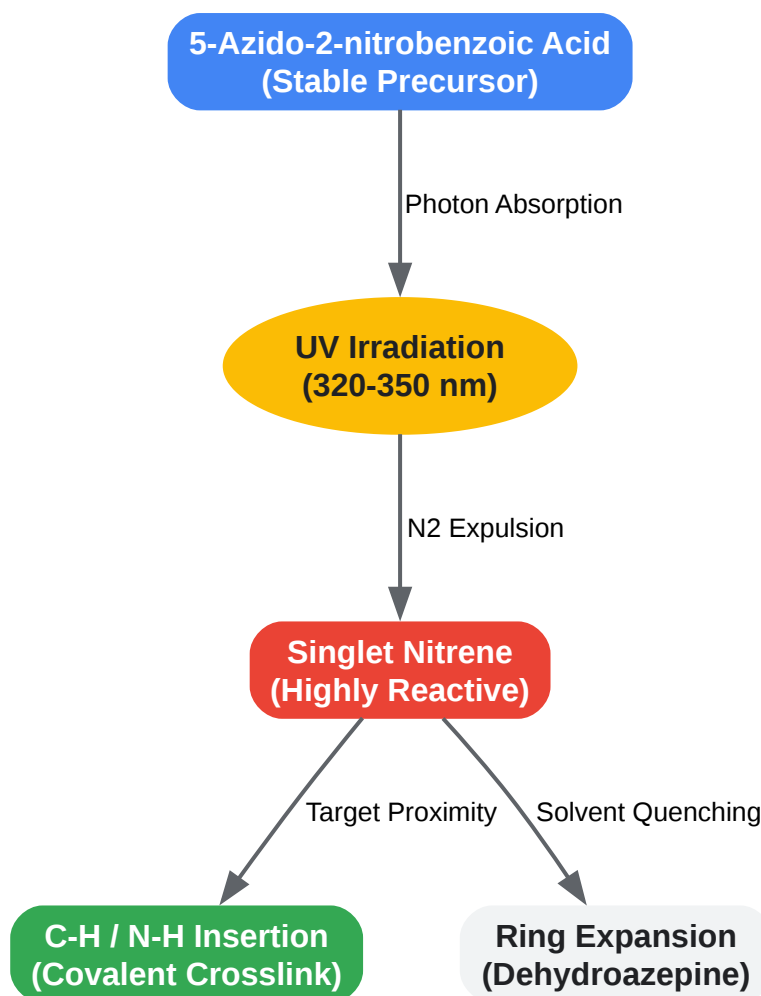 5-Azido-2-nitrobenzoic Acid
(Stable Precursor)
Photon Absorption
UV Irradiation
(320-350 nm)
N2 Expulsion
Singlet Nitrene
(Highly Reactive)
Target Proximity
Solvent Quenching
C-H / N-H Insertion
(Covalent Crosslink)
Ring Expansion
(Dehydroazepine)